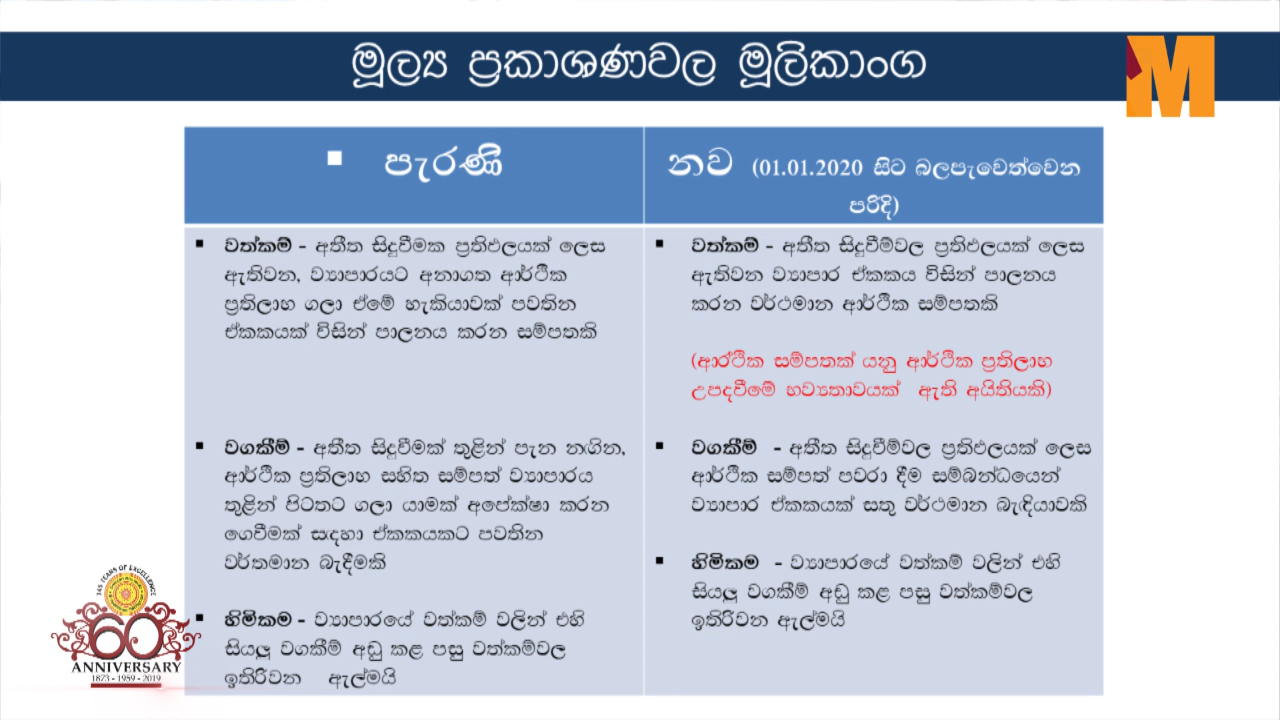 මූල්‍ය ප්‍රකාශණවල මූලිකාංග
M
▪ පැරණි
නව (01.01.2020 සිට බලපැවෙත්වෙන
පරිදි)
▪ වත්කම් - අතීත සිදුවීමක ප්‍රතිඵලයක් ලෙස
ඇතිවන, ව්‍යාපාරයට අනාගත ආර්ථික
ප්‍රතිලාභ ගලා ඒමේ හැකියාවක් පවතින
ඒකකයක් විසින් පාලනය කරන සම්පතකි
▪ වගකීම් - අතීත සිදුවීමක් තුළින් පැන නගින,
ආර්ථික ප්‍රතිලාභ සහිත සම්පත් ව්‍යාපාරය
තුළින් පිටතට ගලා යාමක් අපේක්ෂා කරන
ගෙවීමක් සඳහා ඒකකයකට පවතින
වර්තමාන බැදීමකි
▪ හිමිකම - ව්‍යාපාරයේ වත්කම් වලින් එහි
සියලු වගකීම් අඩු කළ පසු වත්කම්වල
ඉතිරිවන ඇල්මයි
▪ වත්කම් - අතීත සිදුවීම්වල ප්‍රතිඵලයක් ලෙස
ඇතිවන ව්‍යාපාර ඒකකය විසින් පාලනය
කරන වර්ථමාන ආර්ථික සම්පතකි
(ආර්ථික සම්පතක් යනු ආර්ථික ප්‍රතිලාභ
උපදවීමේ භව්‍යතාවයක් ඇති අයිතියකි)
▪ වගකීම් - අතීත සිදුවීම්වල ප්‍රතිඵලයක් ලෙස
ආර්ථික සම්පත් පවරා දීම සම්බන්ධයෙන්
ව්‍යාපාර ඒකකයක් සතු වර්ථමාන බැඳියාවකි
▪ හිමිකම - ව්‍යාපාරයේ වත්කම් වලින් එහි
සියලු වගකීම් අඩු කළ පසු වත්කම්වල
ඉතිරිවන ඇල්මයි
145 YEARS OF EXCELLENCE
60
ANNIVERSARY
1873 - 1959 - 2019